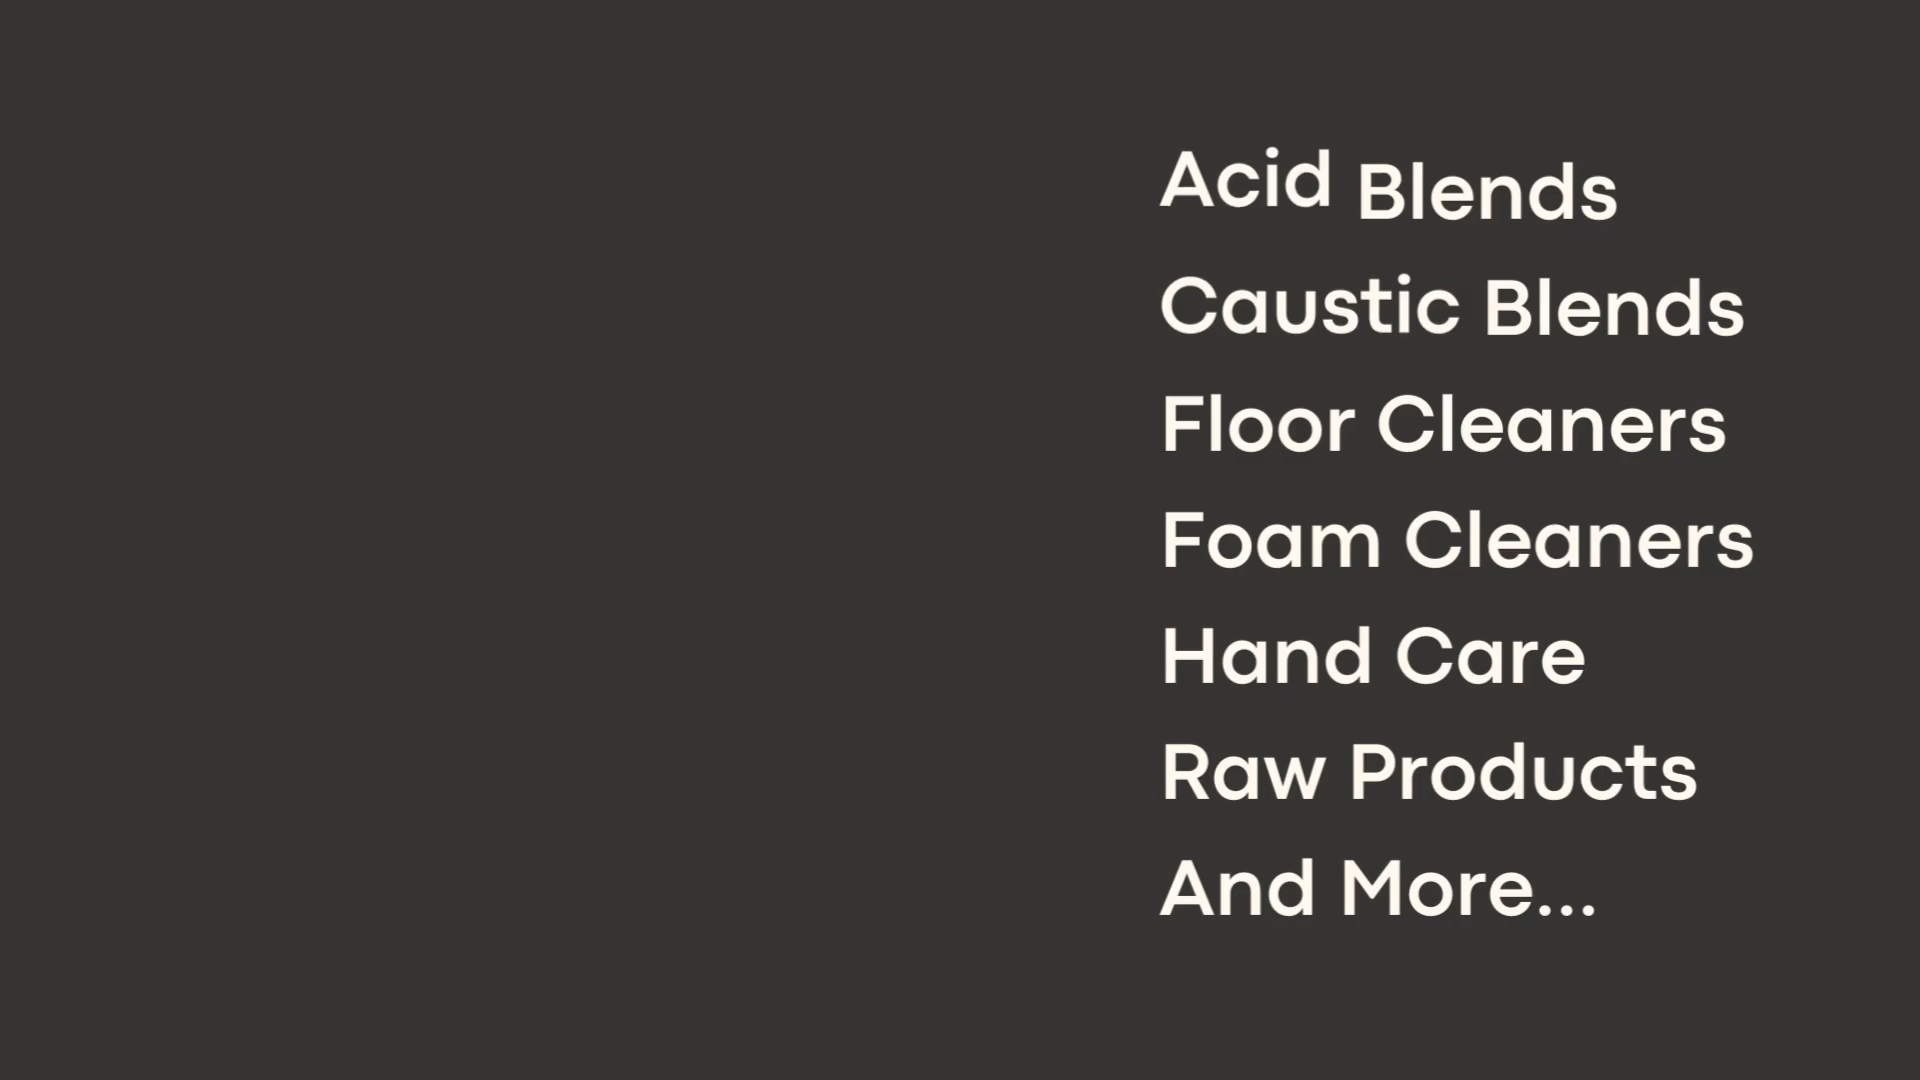 Acid Blends
Caustic Blends
Floor Cleaners
Foam Cleaners
Hand Care
Raw Products
And More...